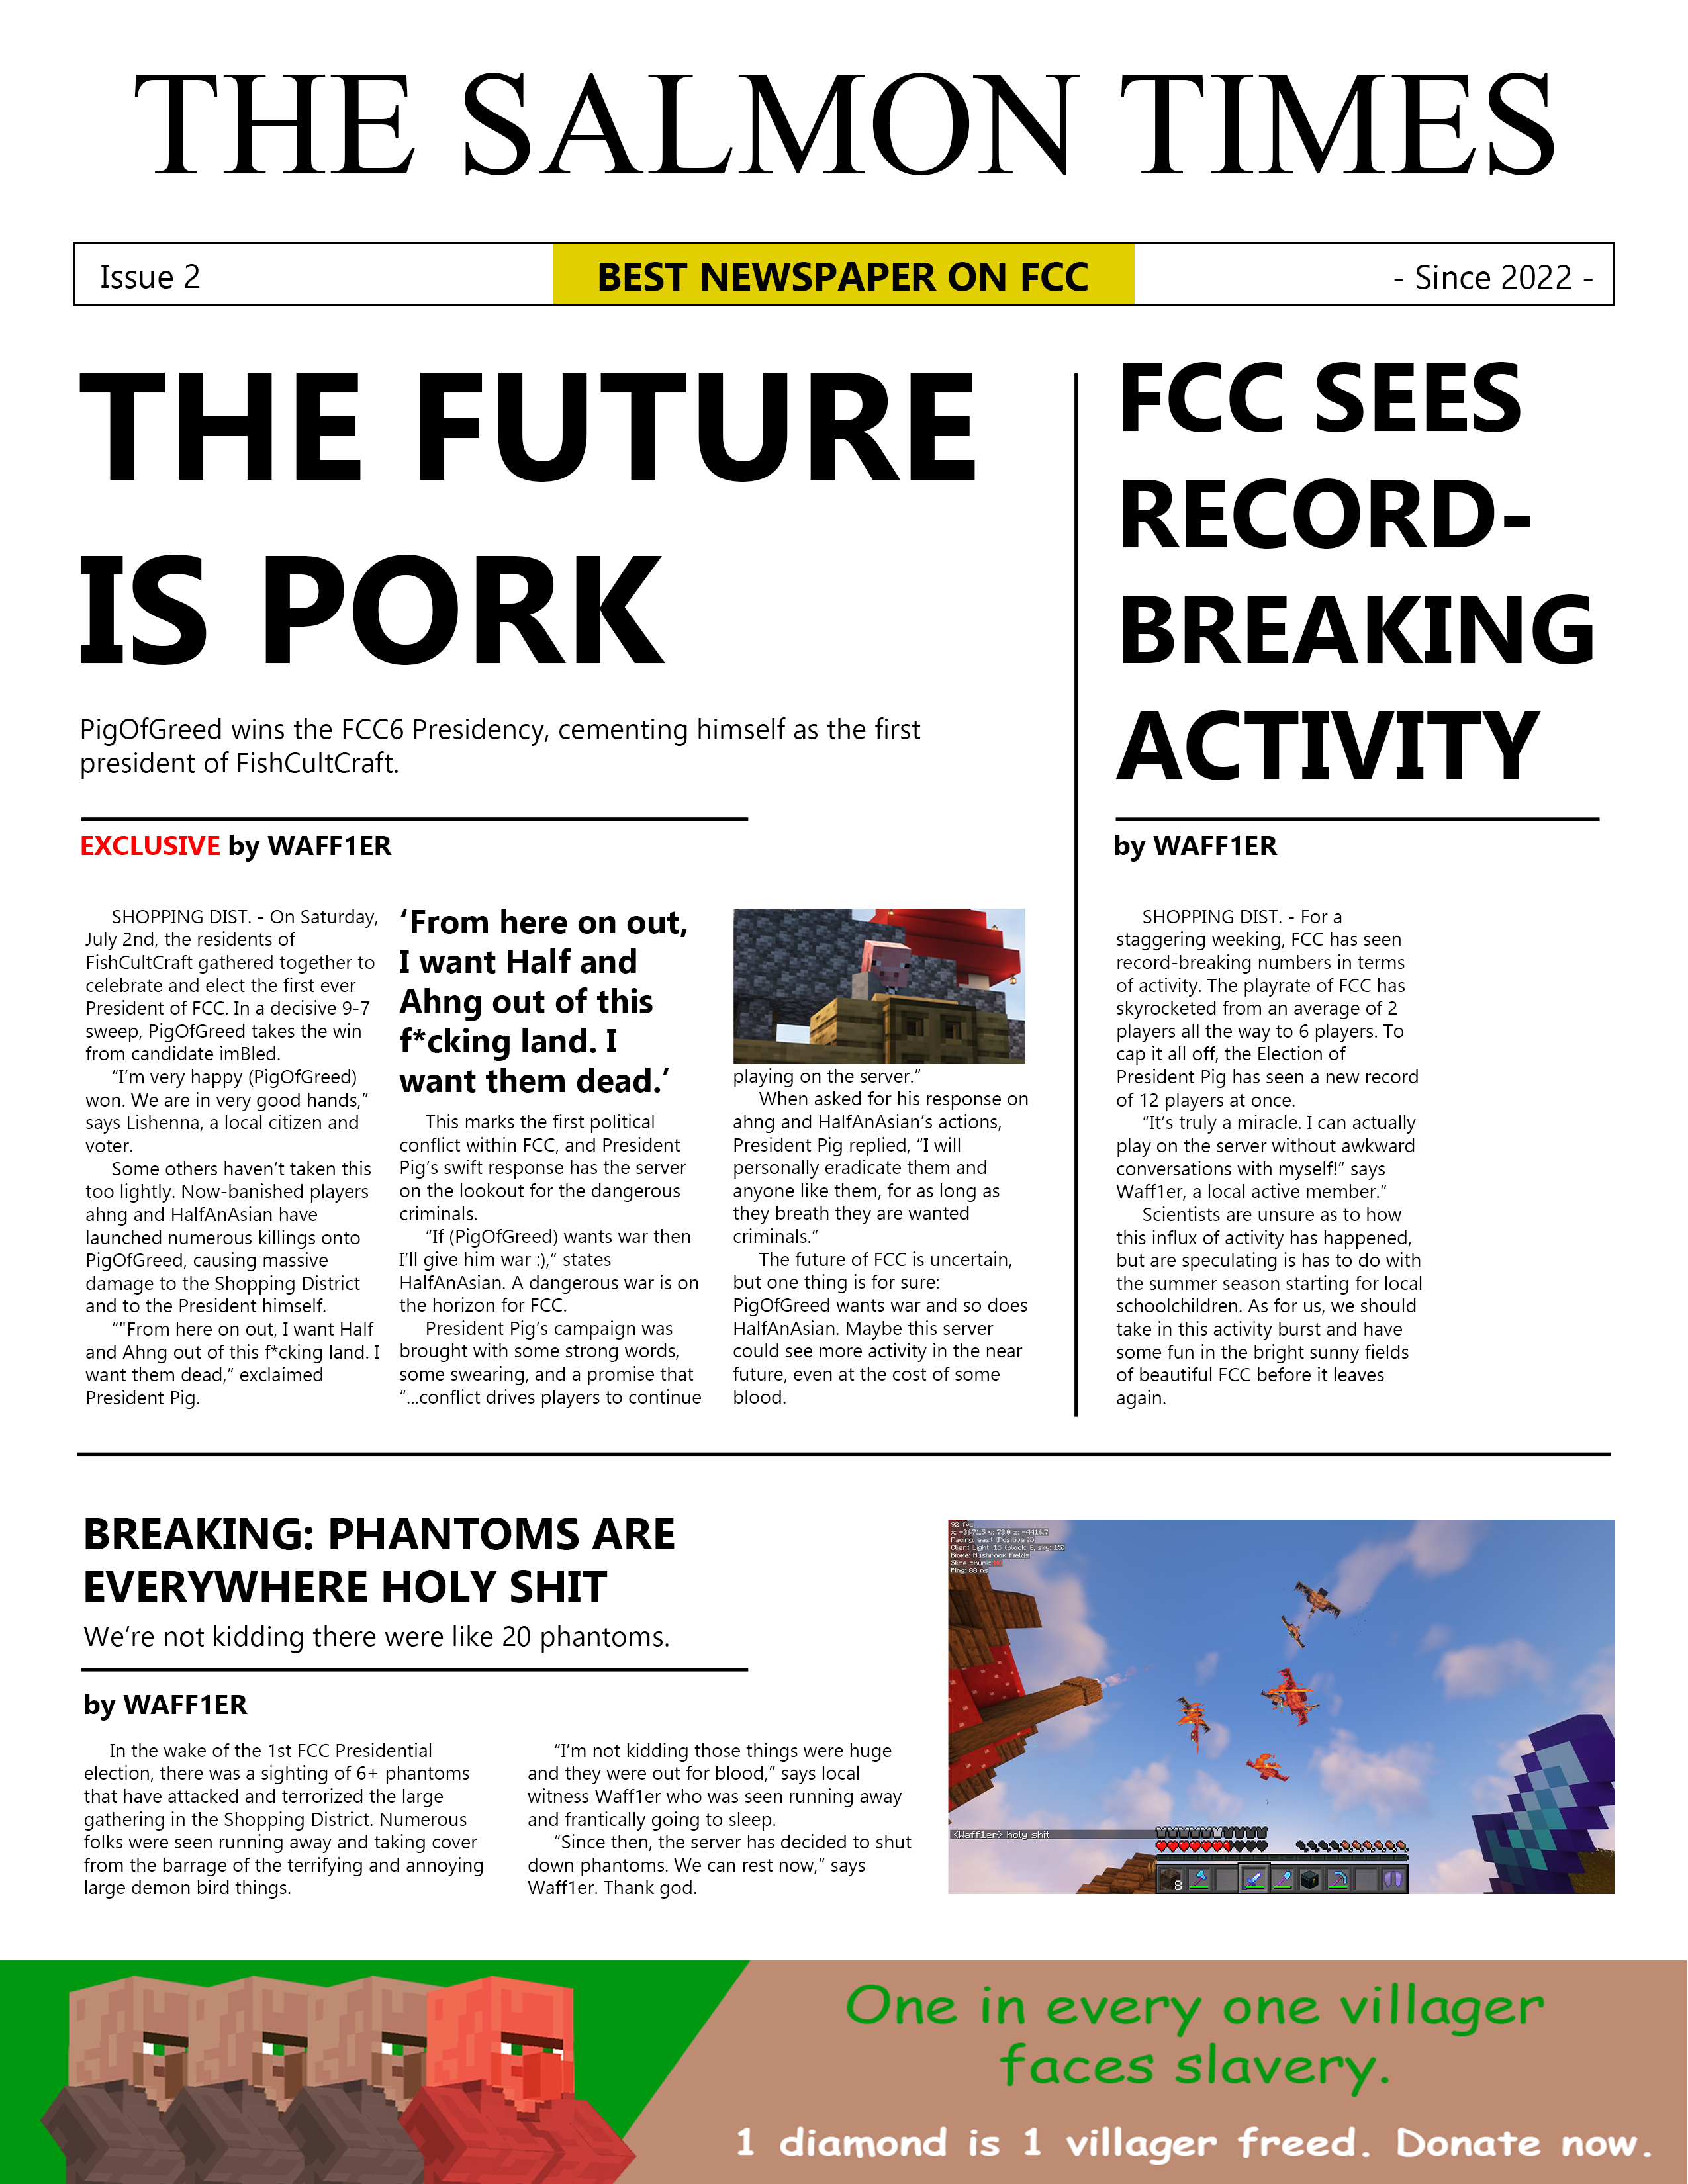 THE SALMON TIMES
Issue 2
BEST NEWSPAPER ON FCC
- Since 2022 -
THE FUTURE
IS PORK
PigOfGreed wins the FCC6 Presidency, cementing himself as the first
president of FishCultCraft.
EXCLUSIVE by WAFF1ER
SHOPPING DIST. - On Saturday,
July 2nd, the residents of
FishCultCraft gathered together to
celebrate and elect the first ever
President of FCC. In a decisive 9-7
sweep, PigOfGreed takes the win
from candidate imBled.
“I’m very happy (PigOfGreed)
won. We are in very good hands,”
says Lishenna, a local citizen and
voter.
Some others haven’t taken this
too lightly. Now-banished players
ahng and HalfAnAsian have
launched numerous killings onto
PigOfGreed, causing massive
damage to the Shopping District
and to the President himself.
“"From here on out, I want Half
and Ahng out of this f*cking land. I
want them dead,” exclaimed
President Pig.
‘From here on out,
I want Half and
Ahng out of this
f*cking land. I
want them dead.’
This marks the first political
conflict within FCC, and President
Pig’s swift response has the server
on the lookout for the dangerous
criminals.
“If (PigOfGreed) wants war then
I’ll give him war :),” states
HalfAnAsian. A dangerous war is on
the horizon for FCC.
President Pig’s campaign was
brought with some strong words,
some swearing, and a promise that
“...conflict drives players to continue
playing on the server.”
When asked for his response on
ahng and HalfAnAsian’s actions,
President Pig replied, “I will
personally eradicate them and
anyone like them, for as long as
they breath they are wanted
criminals.”
The future of FCC is uncertain,
but one thing is for sure:
PigOfGreed wants war and so does
HalfAnAsian. Maybe this server
could see more activity in the near
future, even at the cost of some
blood.
FCC SEES
RECORD-
BREAKING
ACTIVITY
by WAFF1ER
SHOPPING DIST. - For a
staggering weeking, FCC has seen
record-breaking numbers in terms
of activity. The playrate of FCC has
skyrocketed from an average of 2
players all the way to 6 players. To
cap it all off, the Election of
President Pig has seen a new record
of 12 players at once.
“It’s truly a miracle. I can actually
play on the server without awkward
conversations with myself!” says
Waff1er, a local active member.”
Scientists are unsure as to how
this influx of activity has happened,
but are speculating is has to do with
the summer season starting for local
schoolchildren. As for us, we should
take in this activity burst and have
some fun in the bright sunny fields
of beautiful FCC before it leaves
again.
BREAKING: PHANTOMS ARE
EVERYWHERE HOLY SHIT
We’re not kidding there were like 20 phantoms.
by WAFF1ER
In the wake of the 1st FCC Presidential
election, there was a sighting of 6+ phantoms
that have attacked and terrorized the large
gathering in the Shopping District. Numerous
folks were seen running away and taking cover
from the barrage of the terrifying and annoying
large demon bird things.
“I’m not kidding those things were huge
and they were out for blood,” says local
witness Waff1er who was seen running away
and frantically going to sleep.
“Since then, the server has decided to shut
down phantoms. We can rest now,” says
Waff1er. Thank god.
92 fps
x: -3671.5 y: 73.0 z: -4416.7
Facing: east (Positive X)
Client Light: 15 (block: 8, sky: 15)
Biome: Mushroom Fields
Slime chunk:
Ping: 88 ms
<Waff1er> holy shit
8
One in every one villager
faces slavery.
1 diamond is 1 villager freed. Donate now.